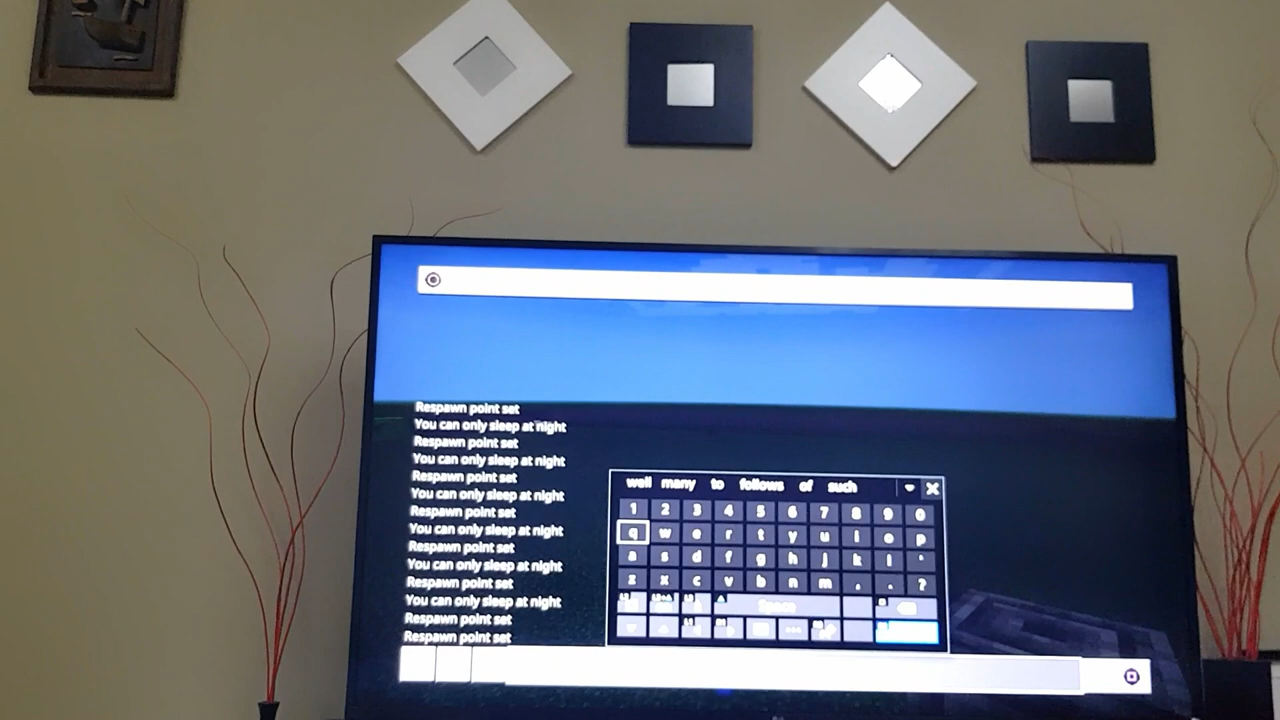 Respawn point set
You can only sleep at night
Respawn point set
You can only sleep at night
Respawn point set
You can only sleep at night
Respawn point set
You can only sleep at night
Respawn point set
You can only sleep at night
Respawn point set
You can only sleep at night
Respawn point set
Respawn point set
well many to follows of such
1 2 3 4 5 6 7 8 9 0
q w e r t y u i o p
a s d f g h j k l '
z x c v b n m , . ?
Space